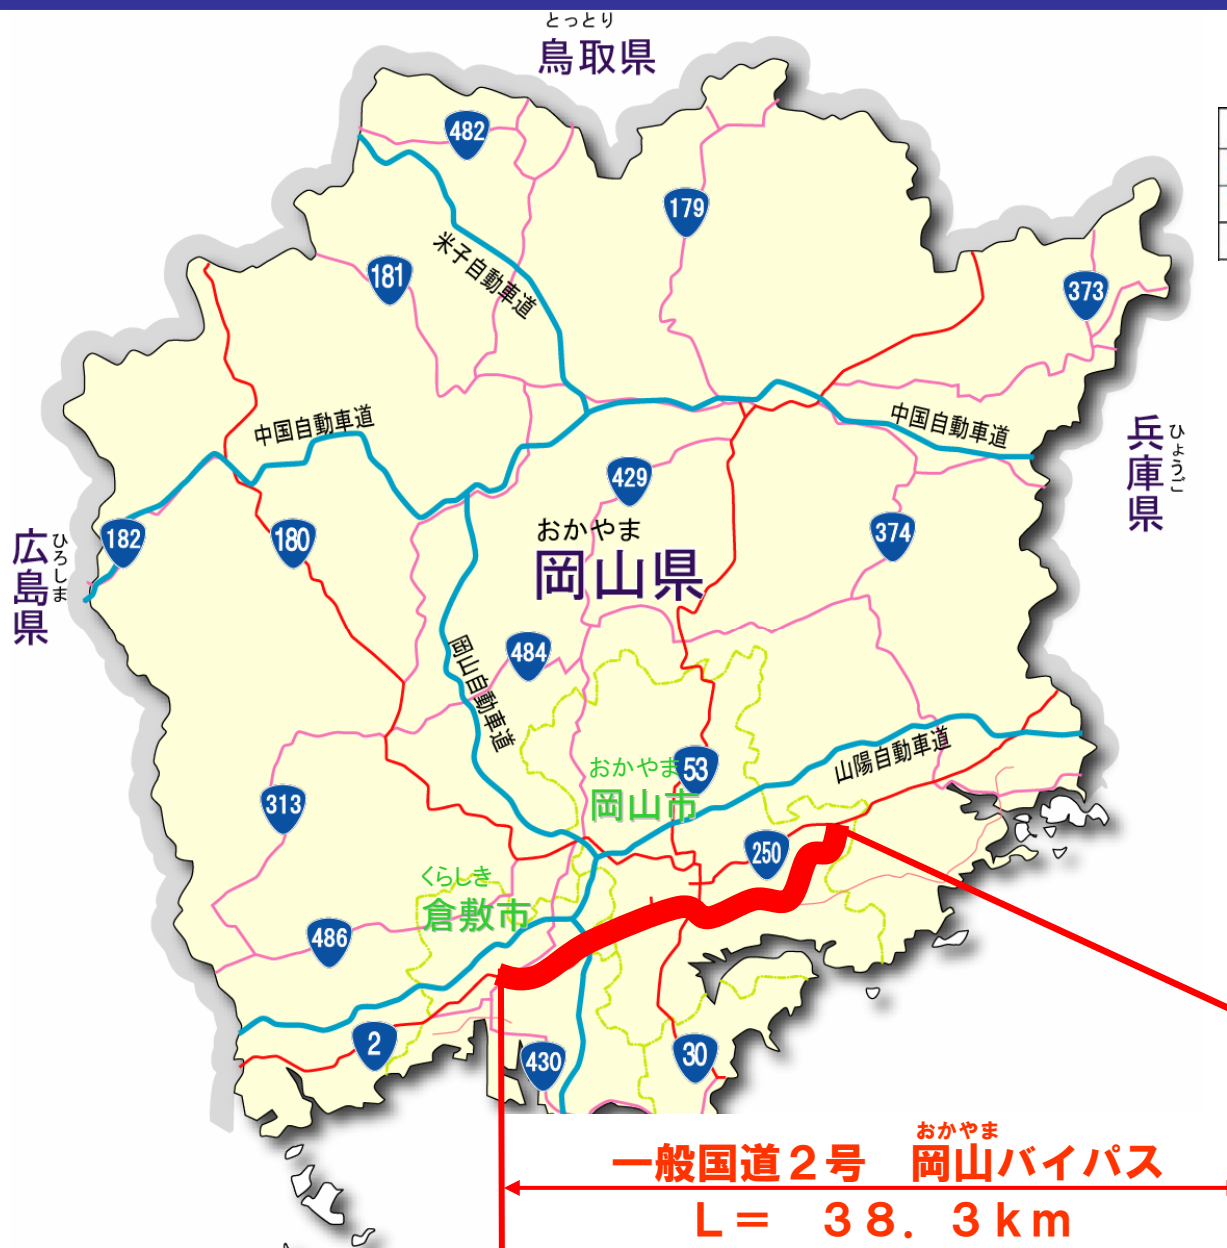 とっとり
鳥取県
482
179
米子自動車道
181
373
中国自動車道
中国自動車道
兵庫県
ひょうご
429
おかやま
岡山県
374
182
180
広島県
ひろしま
484
岡山自動車道
おかやま
岡山市
53
山陽自動車道
313
250
くらしき
倉敷市
486
2
430
30
おかやま
一般国道2号 岡山バイパス
L= 38.3km